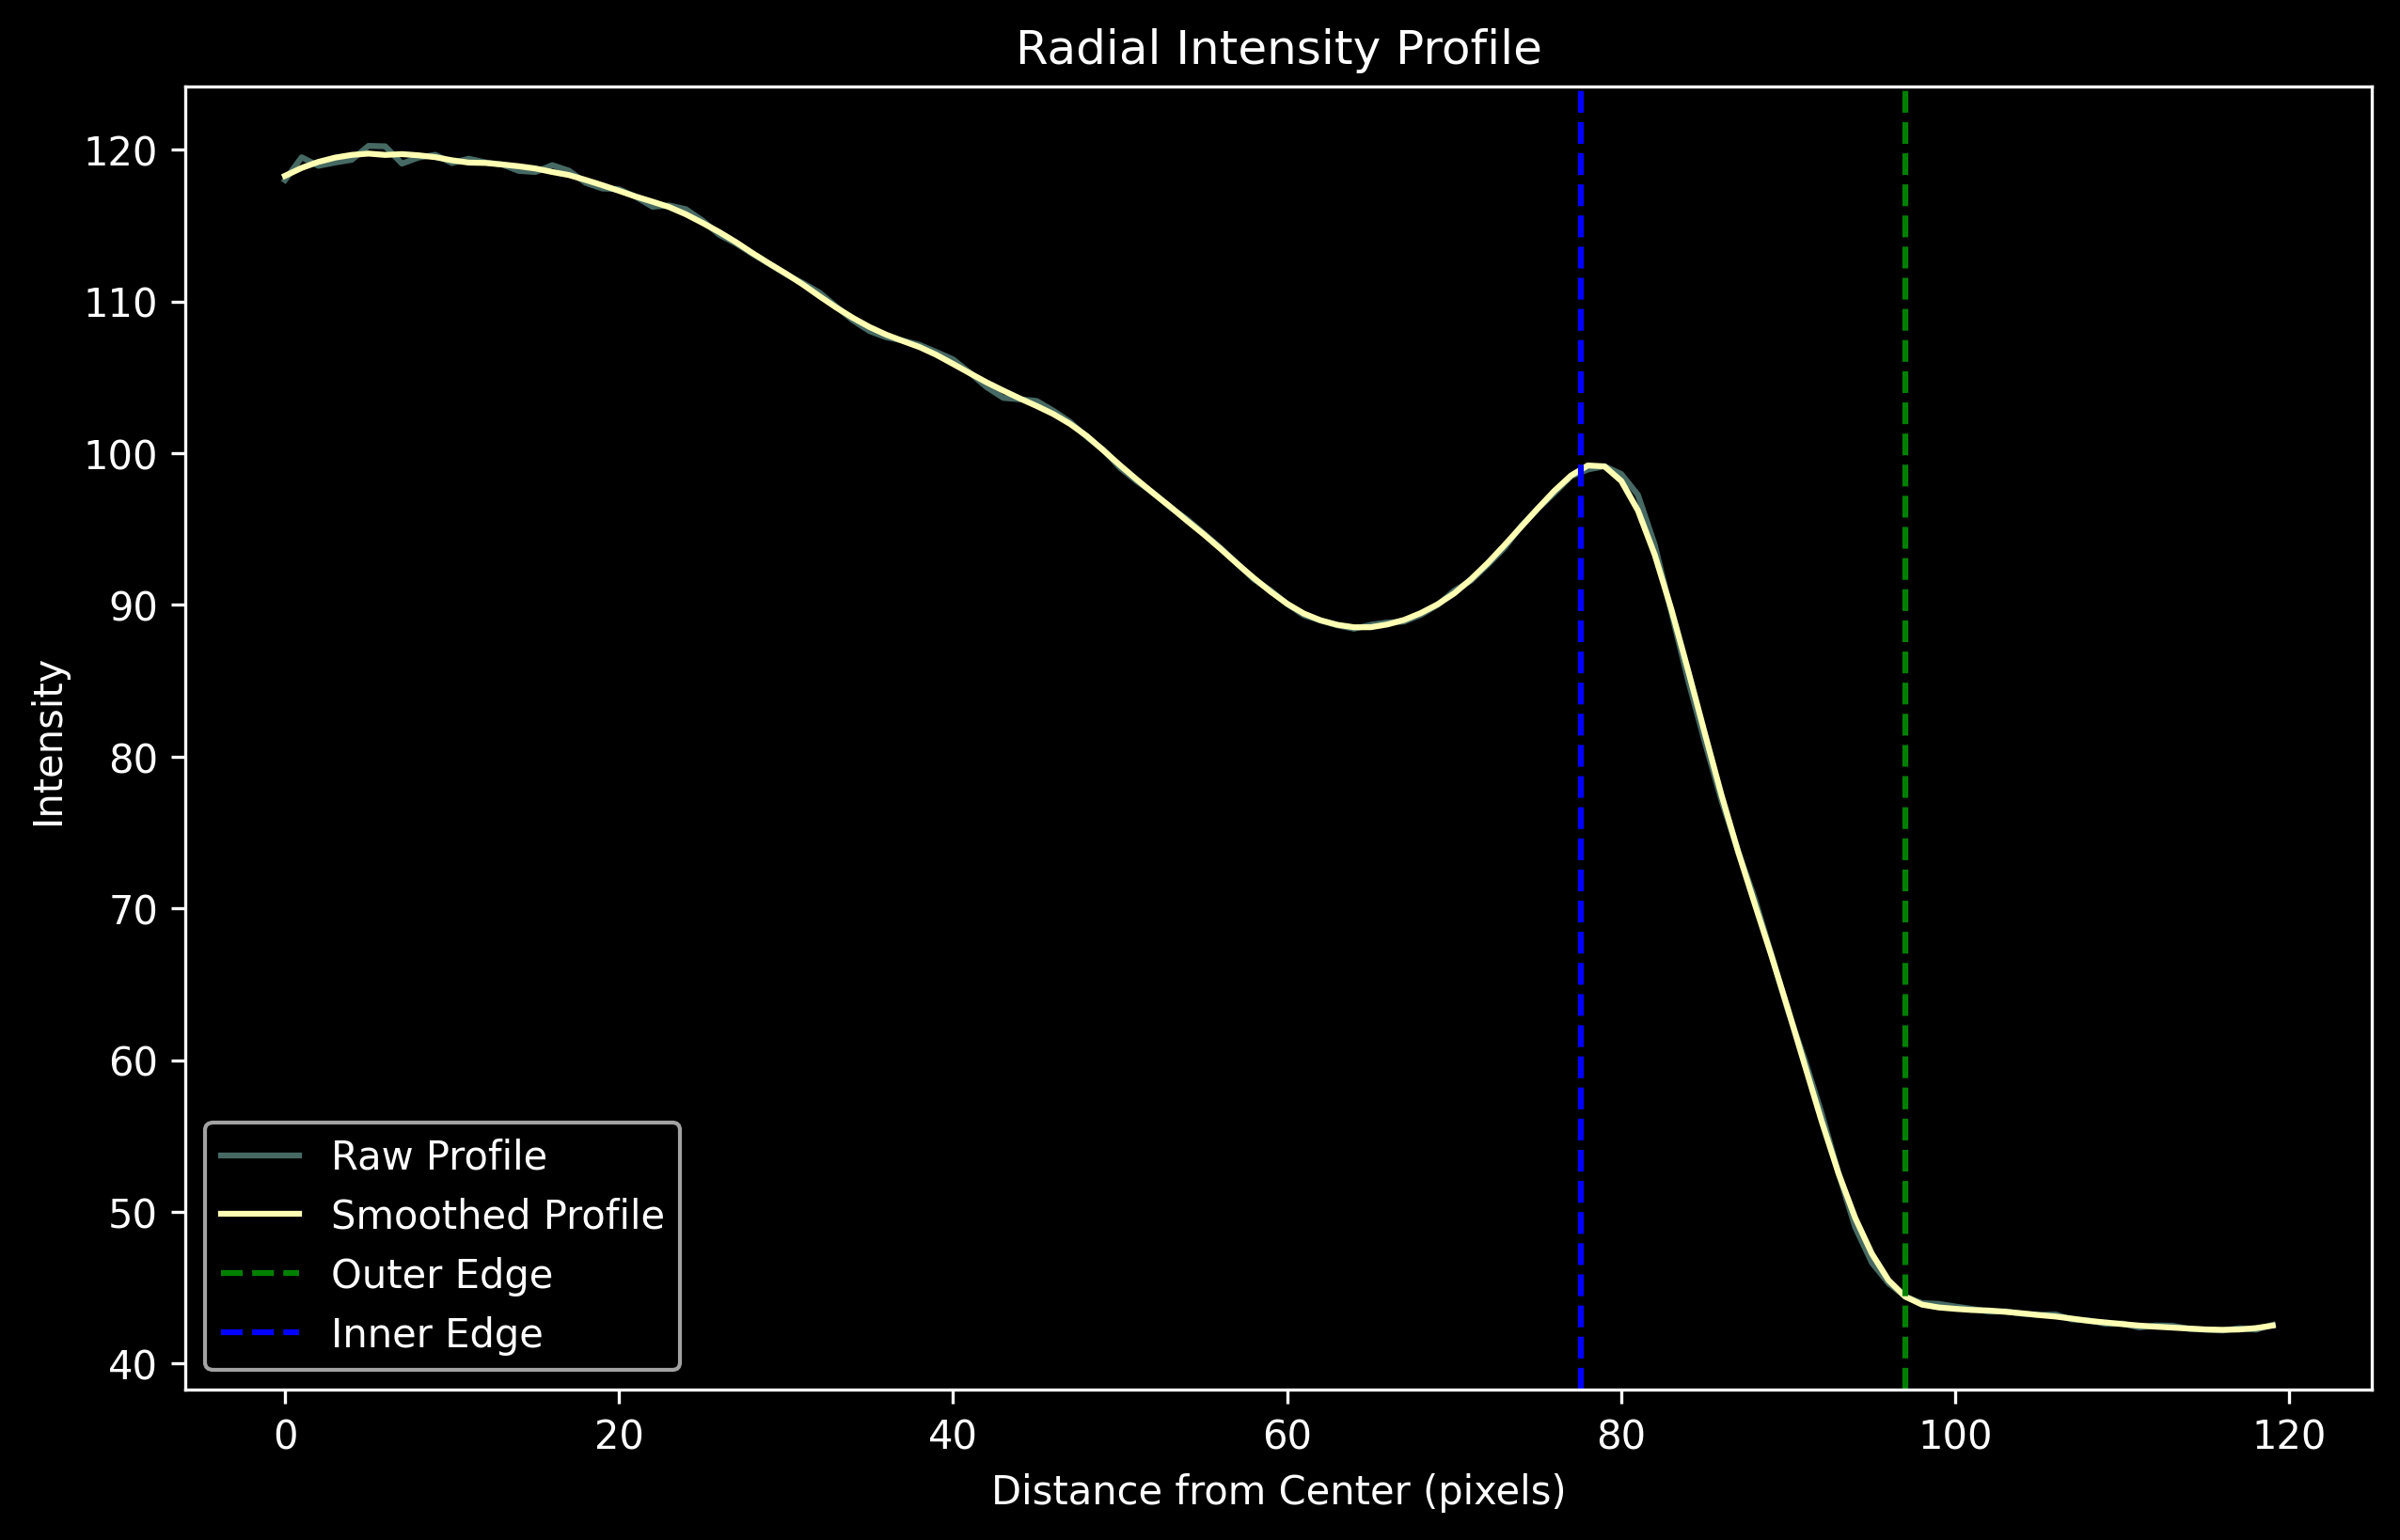 Radial Intensity Profile
120
110
100
90
80
70
60
50
40
Intensity
Raw Profile
Smoothed Profile
Outer Edge
Inner Edge
0 20 40 60 80 100 120
Distance from Center (pixels)